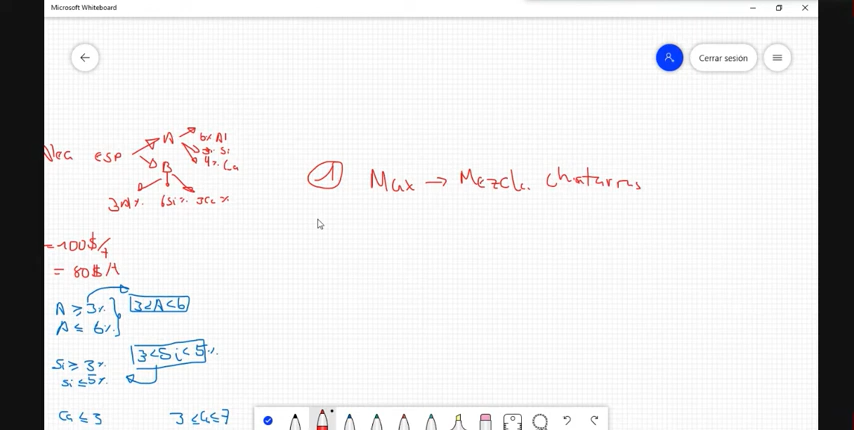 Microsoft Whiteboard
Cerrar sesión
A 6% Al
esp 3% Si
B 4% Ca
3 Al % 6 Si % 3 Ca %
① Max → Mezcla. chatarras
= 100 $/t
= 80 $/t
A ≥ 3% 3 < A < 6
A ≤ 6%
3 < Si < 5 %
Si ≥ 3%
Si ≤ 5%
Ca ≤ 3 3 ≤ Ca ≤ 7